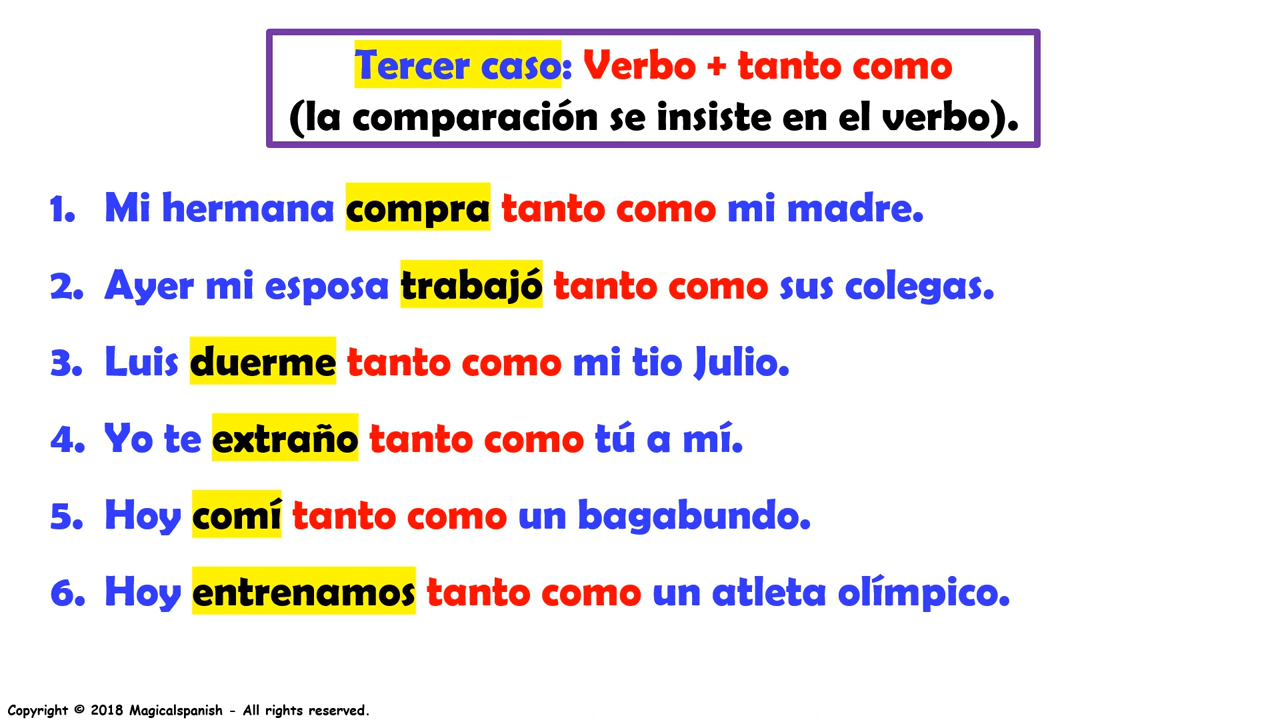 Tercer caso: Verbo + tanto como
(la comparación se insiste en el verbo).
1. Mi hermana compra tanto como mi madre.
2. Ayer mi esposa trabajó tanto como sus colegas.
3. Luis duerme tanto como mi tio Julio.
4. Yo te extraño tanto como tú a mí.
5. Hoy comí tanto como un bagabundo.
6. Hoy entrenamos tanto como un atleta olímpico.
Copyright © 2018 Magicalspanish - All rights reserved.